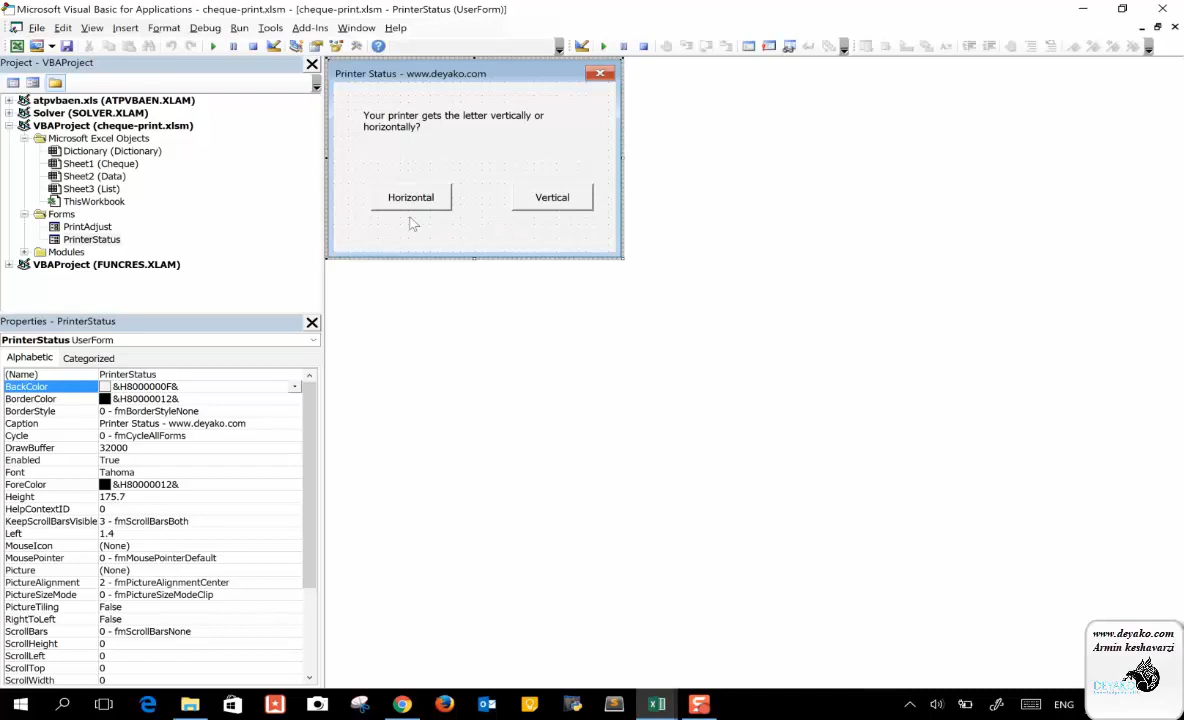 Microsoft Visual Basic for Applications - cheque-print.xlsm - [cheque-print.xlsm - PrinterStatus (UserForm)]
File Edit View Insert Format Debug Run Tools Add-Ins Window Help
Project - VBAProject
atpvbaen.xls (ATPVBAEN.XLAM)
Solver (SOLVER.XLAM)
VBAProject (cheque-print.xlsm)
Microsoft Excel Objects
Dictionary (Dictionary)
Sheet1 (Cheque)
Sheet2 (Data)
Sheet3 (List)
ThisWorkbook
Forms
PrintAdjust
PrinterStatus
Modules
VBAProject (FUNCRES.XLAM)
Printer Status - www.deyako.com
Your printer gets the letter vertically or
horizontally?
Horizontal Vertical
Properties - PrinterStatus
PrinterStatus UserForm
Alphabetic Categorized
(Name) PrinterStatus
BackColor &H8000000F&
BorderColor &H80000012&
BorderStyle 0 - fmBorderStyleNone
Caption Printer Status - www.deyako.com
Cycle 0 - fmCycleAllForms
DrawBuffer 32000
Enabled True
Font Tahoma
ForeColor &H80000012&
Height 175.7
HelpContextID 0
KeepScrollBarsVisible 3 - fmScrollBarsBoth
Left 1.4
MouseIcon (None)
MousePointer 0 - fmMousePointerDefault
Picture (None)
PictureAlignment 2 - fmPictureAlignmentCenter
PictureSizeMode 0 - fmPictureSizeModeClip
PictureTiling False
RightToLeft False
ScrollBars 0 - fmScrollBarsNone
ScrollHeight 0
ScrollLeft 0
ScrollTop 0
ScrollWidth 0
www.deyako.com
Armin keshavarzi
DEYAKO
ENG